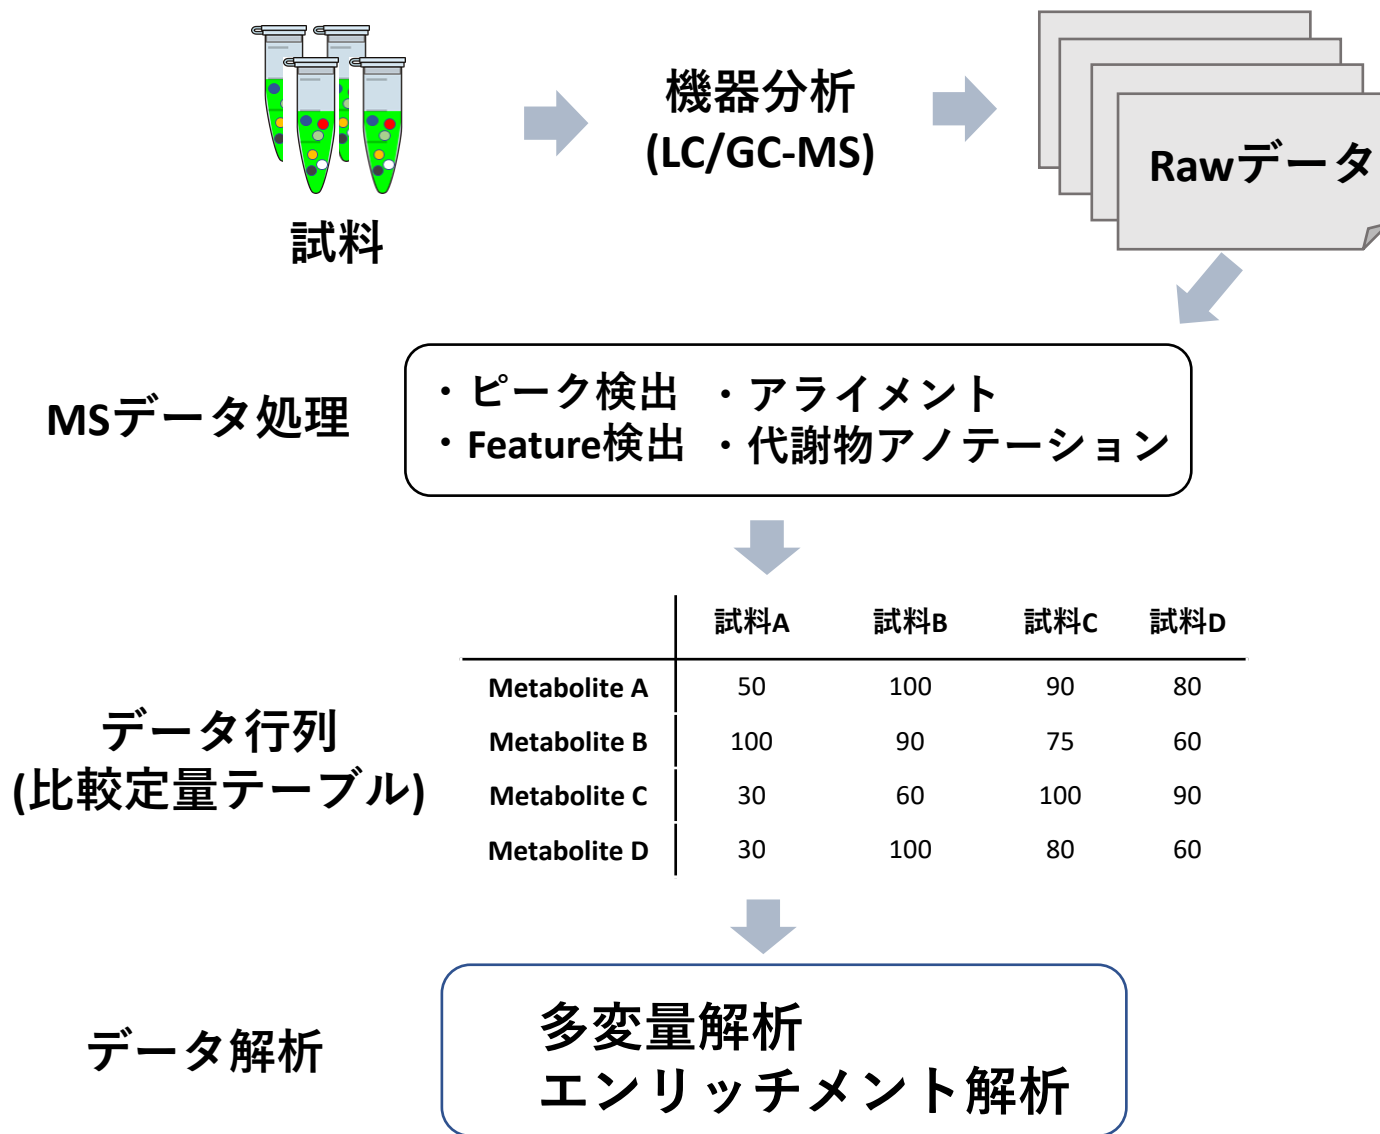 試料
機器分析
(LC/GC-MS)
Rawデータ
MSデータ処理
・ピーク検出 ・アライメント
・Feature検出 ・代謝物アノテーション
データ行列
(比較定量テーブル)
試料A 試料B 試料C 試料D
Metabolite A 50 100 90 80
Metabolite B 100 90 75 60
Metabolite C 30 60 100 90
Metabolite D 30 100 80 60
データ解析
多変量解析
エンリッチメント解析